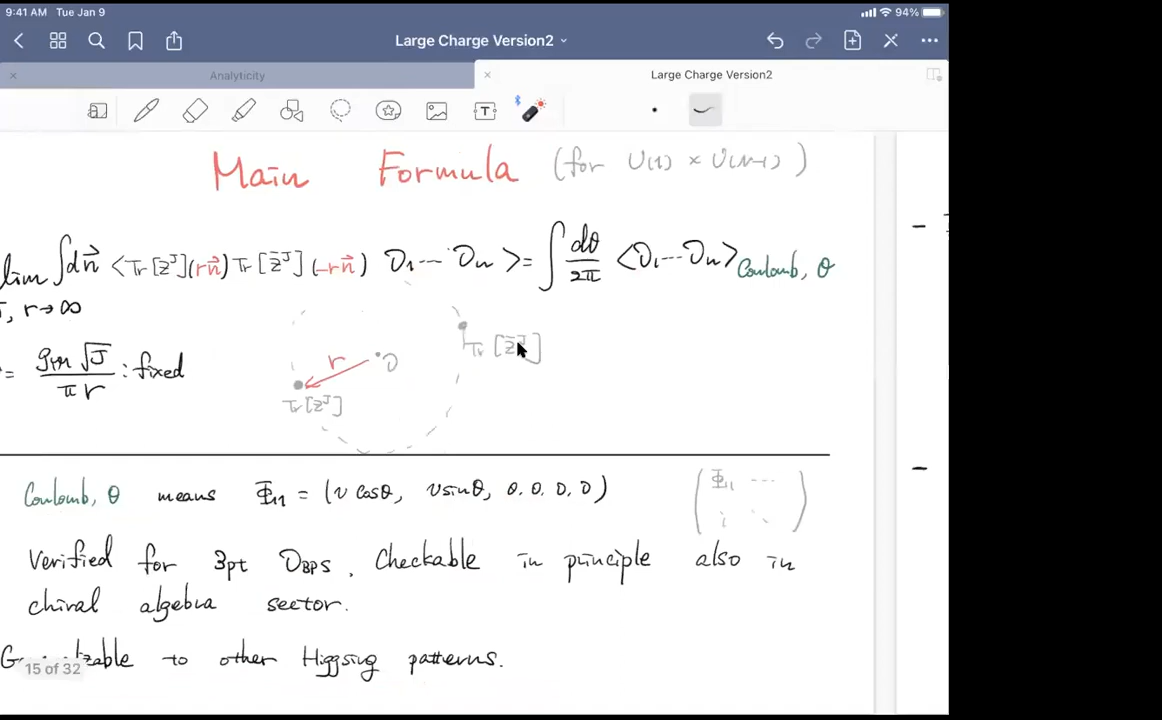 9:41 AM Tue Jan 9 94%
Large Charge Version2
Analyticity
Large Charge Version2
Main Formula (for U(1) × U(N-1))
lim ∫dn⃗ <Tr[Z^J](rn⃗) Tr[Z̄^J](-rn⃗) O₁⋯Oₙ> = ∫ dθ/2π <O₁⋯Oₙ>Coulomb, θ
J, r→∞
= gYM √J / π r : fixed
r O Tr[Z̄^J]
Tr[Z^J]
Coulomb, θ means Φ₁₁ = (v cosθ, v sinθ, 0, 0, 0, 0) (Φ₁₁ ⋯
⋮ ⋱)
Verified for 3pt OBPS. Checkable in principle also in
chiral algebra sector.
Generalizable to other Higgsing patterns.
15 of 32